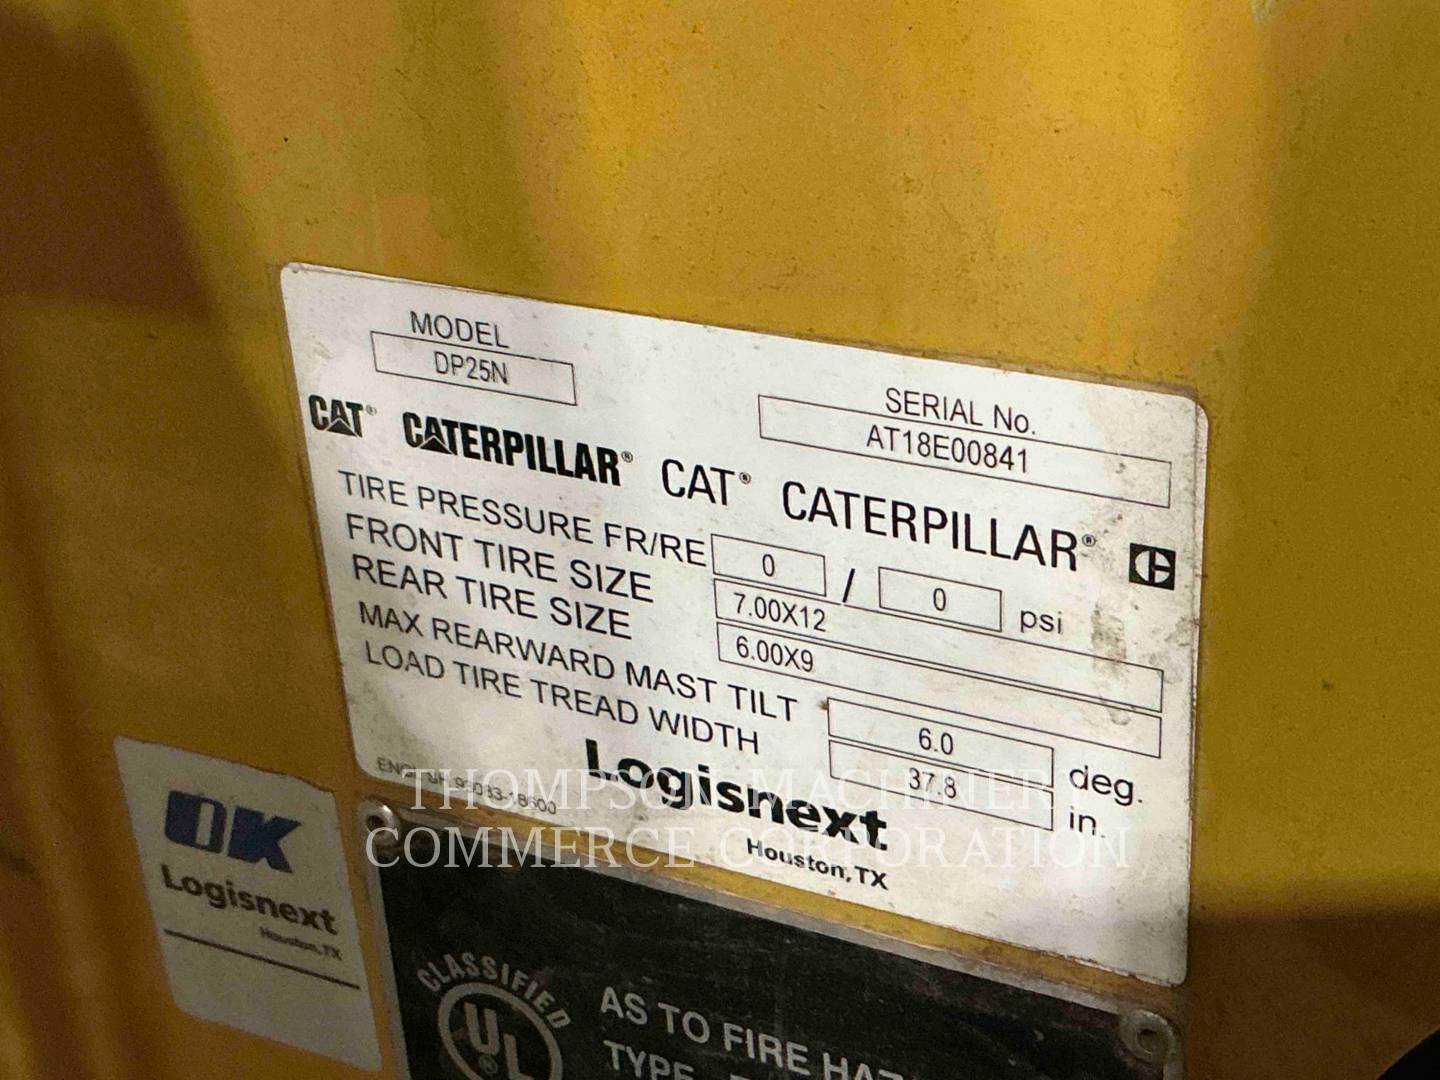 MODEL
DP25N
SERIAL No.
AT18E00841
CAT® CATERPILLAR® CAT® CATERPILLAR®
TIRE PRESSURE FR/RE 0 / 0 psi
FRONT TIRE SIZE 7.00X12
REAR TIRE SIZE 6.00X9
MAX REARWARD MAST TILT 6.0 deg.
LOAD TIRE TREAD WIDTH 37.8 in.
Logisnext
Houston, TX
THOMPSON MACHINERY
COMMERCE CORPORATION
OK
Logisnext
Houston, TX
CLASSIFIED
UL®
AS TO FIRE
TYPE